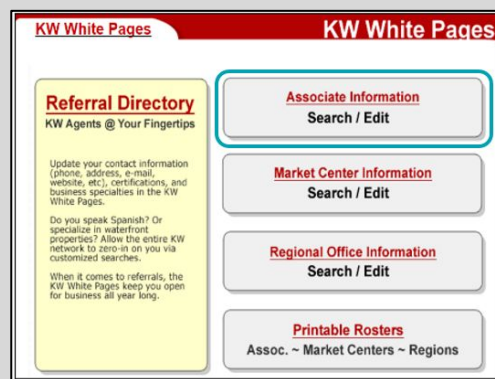 KW White Pages
KW White Pages
Referral Directory
KW Agents @ Your Fingertips
Update your contact information
(phone, address, e-mail,
website, etc), certifications, and
business specialties in the KW
White Pages.
Do you speak Spanish? Or
specialize in waterfront
properties? Allow the entire KW
network to zero-in on you via
customized searches.
When it comes to referrals, the
KW White Pages keep you open
for business all year long.
Associate Information
Search / Edit
Market Center Information
Search / Edit
Regional Office Information
Search / Edit
Printable Rosters
Assoc. ~ Market Centers ~ Regions